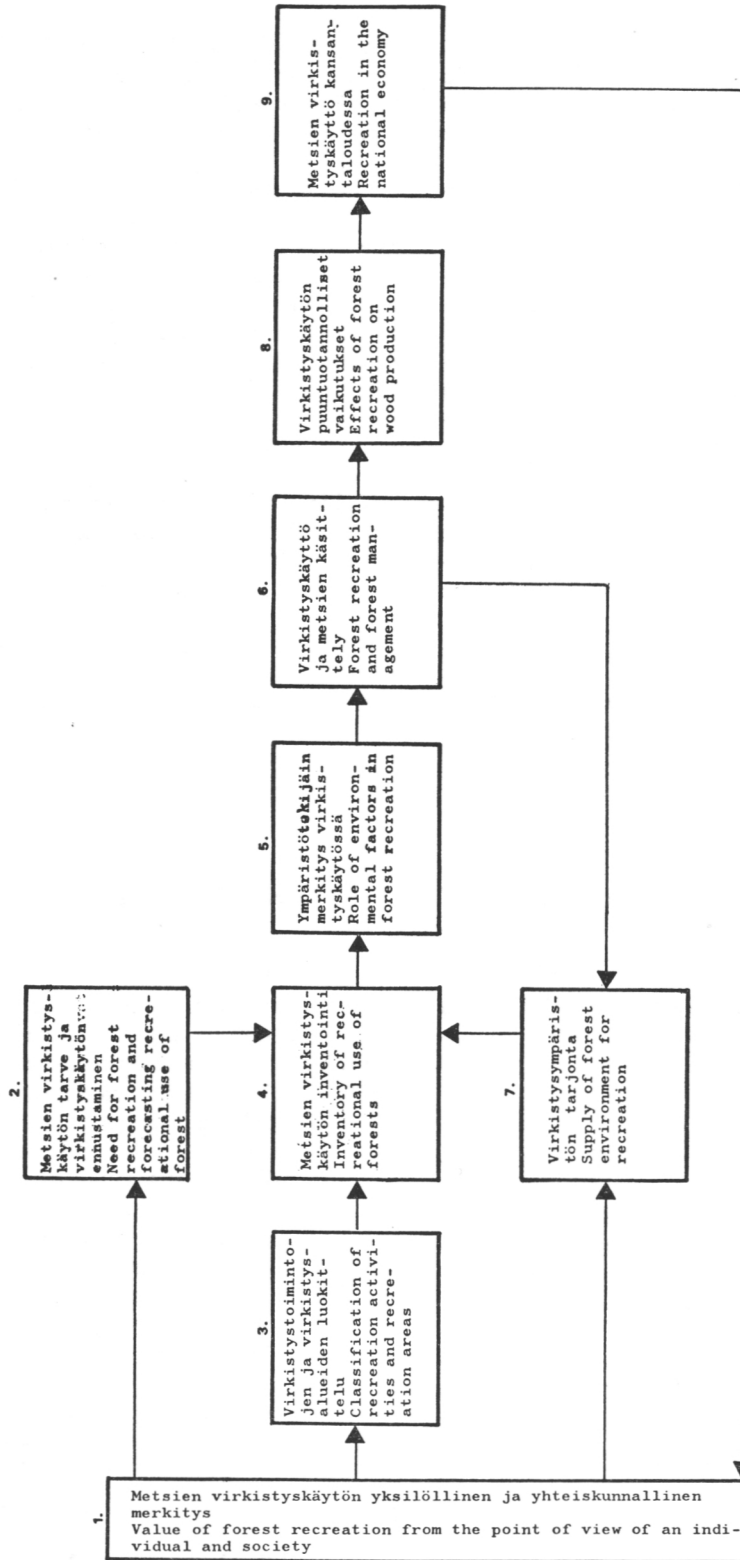 1.
Metsien virkistyskäytön yksilöllinen ja yhteiskunnallinen
merkitys
Value of forest recreation from the point of view of an indi-
vidual and society
2.
Metsien virkistys-
käytön tarve ja
virkistyskäytön
ennustaminen
Need for forest
recreation and
forecasting recre-
ational use of
forest
3.
Virkistystoiminto-
jen ja virkistys-
alueiden luokit-
telu
Classification of
recreation activi-
ties and recre-
ation areas
4.
Metsien virkistys-
käytön inventointi
Inventory of rec-
reational use of
forests
5.
Ympäristötekijäin
merkitys virkis-
tyskäytössä
Role of environ-
mental factors in
forest recreation
6.
Virkistyskäyttö
ja metsien käsit-
tely
Forest recreation
and forest man-
agement
7.
Virkistysympäris-
tön tarjonta
Supply of forest
environment for
recreation
8.
Virkistyskäytön
puuntuotannolliset
vaikutukset
Effects of forest
recreation on
wood production
9.
Metsien virkis-
tyskäyttö kansan-
taloudessa
Recreation in the
national economy